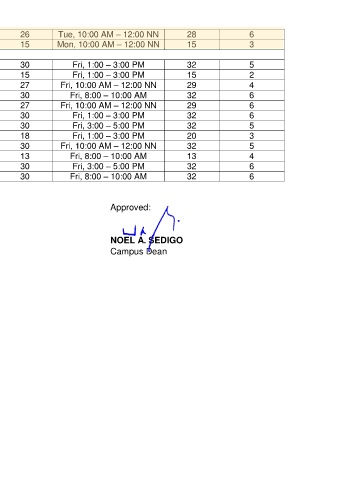 26 Tue, 10:00 AM – 12:00 NN 28 6
15 Mon, 10:00 AM – 12:00 NN 15 3
30 Fri, 1:00 – 3:00 PM 32 5
15 Fri, 1:00 – 3:00 PM 15 2
27 Fri, 10:00 AM – 12:00 NN 29 4
30 Fri, 8:00 – 10:00 AM 32 6
27 Fri, 10:00 AM – 12:00 NN 29 6
30 Fri, 1:00 – 3:00 PM 32 6
30 Fri, 3:00 – 5:00 PM 32 5
18 Fri, 1:00 – 3:00 PM 20 3
30 Fri, 10:00 AM – 12:00 NN 32 5
13 Fri, 8:00 – 10:00 AM 13 4
30 Fri, 3:00 – 5:00 PM 32 6
30 Fri, 8:00 – 10:00 AM 32 6
Approved:
NOEL A. SEDIGO
Campus Dean